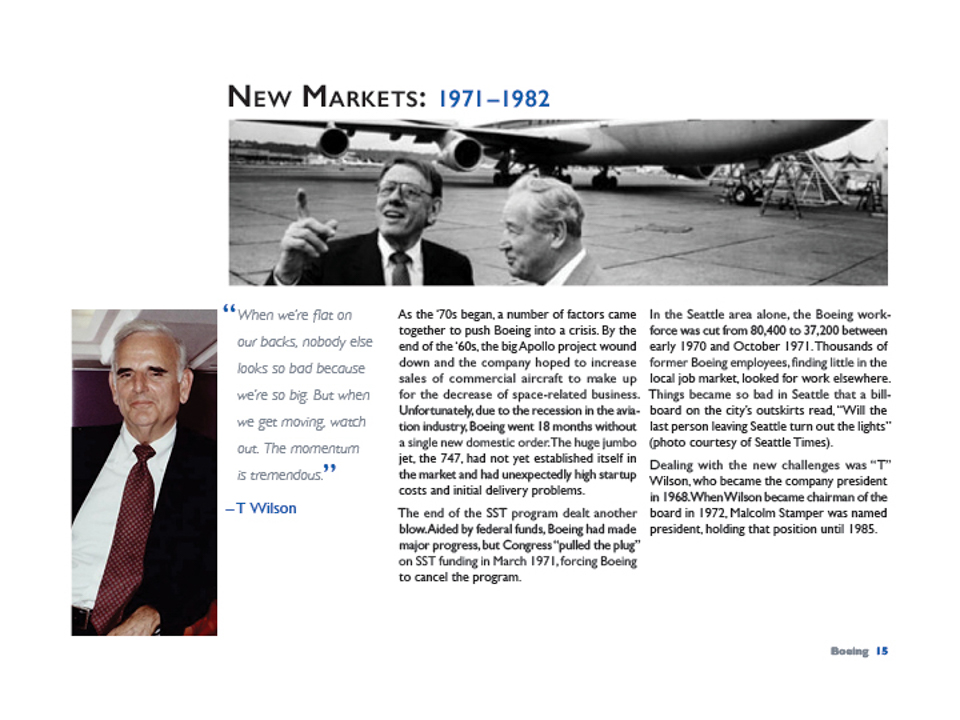 NEW MARKETS: 1971–1982
“When we’re flat on
our backs, nobody else
looks so bad because
we’re so big. But when
we get moving, watch
out. The momentum
is tremendous.”
–T Wilson
As the ‘70s began, a number of factors came
together to push Boeing into a crisis. By the
end of the ‘60s, the big Apollo project wound
down and the company hoped to increase
sales of commercial aircraft to make up
for the decrease of space-related business.
Unfortunately, due to the recession in the avia-
tion industry, Boeing went 18 months without
a single new domestic order. The huge jumbo
jet, the 747, had not yet established itself in
the market and had unexpectedly high startup
costs and initial delivery problems.
The end of the SST program dealt another
blow. Aided by federal funds, Boeing had made
major progress, but Congress “pulled the plug”
on SST funding in March 1971, forcing Boeing
to cancel the program.
In the Seattle area alone, the Boeing work-
force was cut from 80,400 to 37,200 between
early 1970 and October 1971. Thousands of
former Boeing employees, finding little in the
local job market, looked for work elsewhere.
Things became so bad in Seattle that a bill-
board on the city’s outskirts read, “Will the
last person leaving Seattle turn out the lights”
(photo courtesy of Seattle Times).
Dealing with the new challenges was “T”
Wilson, who became the company president
in 1968. When Wilson became chairman of the
board in 1972, Malcolm Stamper was named
president, holding that position until 1985.
Boeing 15